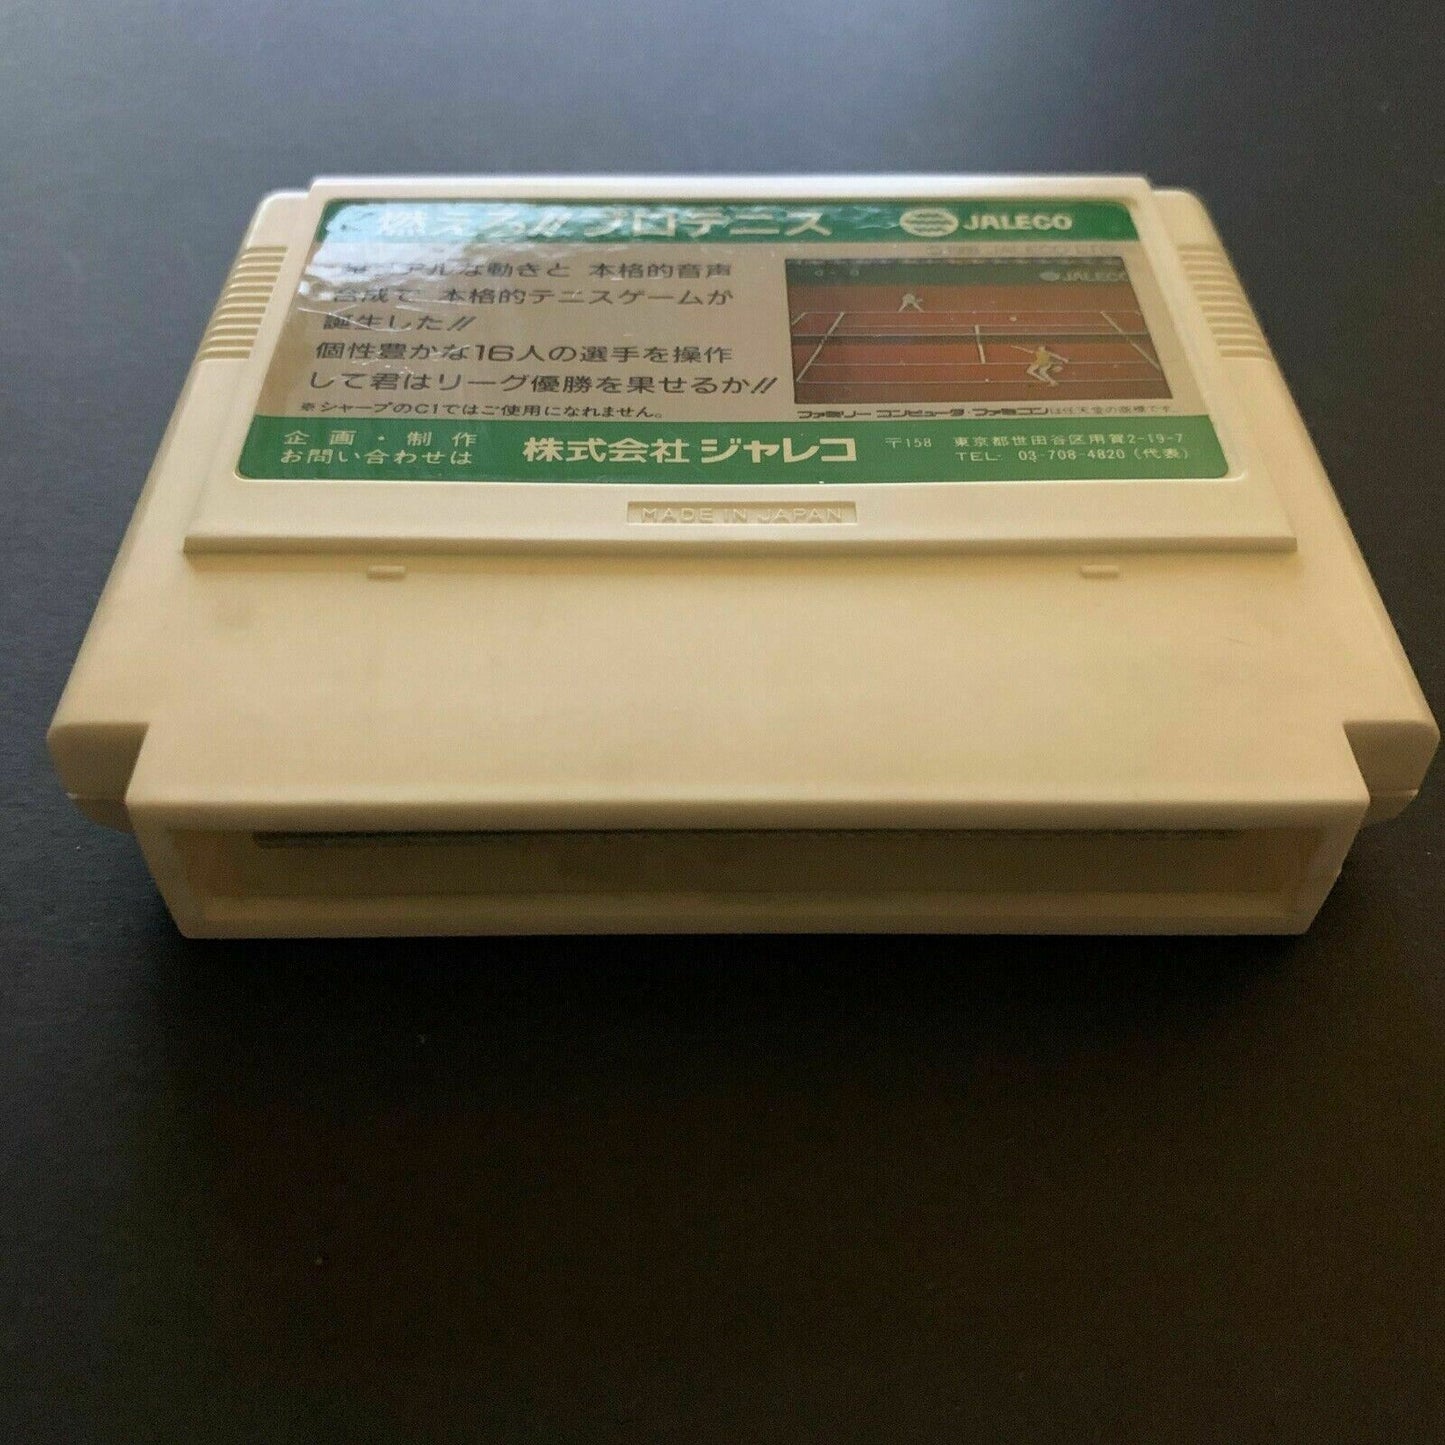 燃えろ!! プロテニス JALECO
リアルな動きと 本格的音声
合成で 本格的テニスゲームが
誕生した!!
個性豊かな16人の選手を操作
して君はリーグ優勝を果せるか!!
※シャープのC1ではご使用になれません。
JALECO
ファミリーコンピュータ・ファミコンは任天堂の商標です。
企画・制作
お問い合わせは
株式会社 ジャレコ
〒158 東京都世田谷区用賀2-19-7
TEL: 03-708-4820(代表)
MADE IN JAPAN